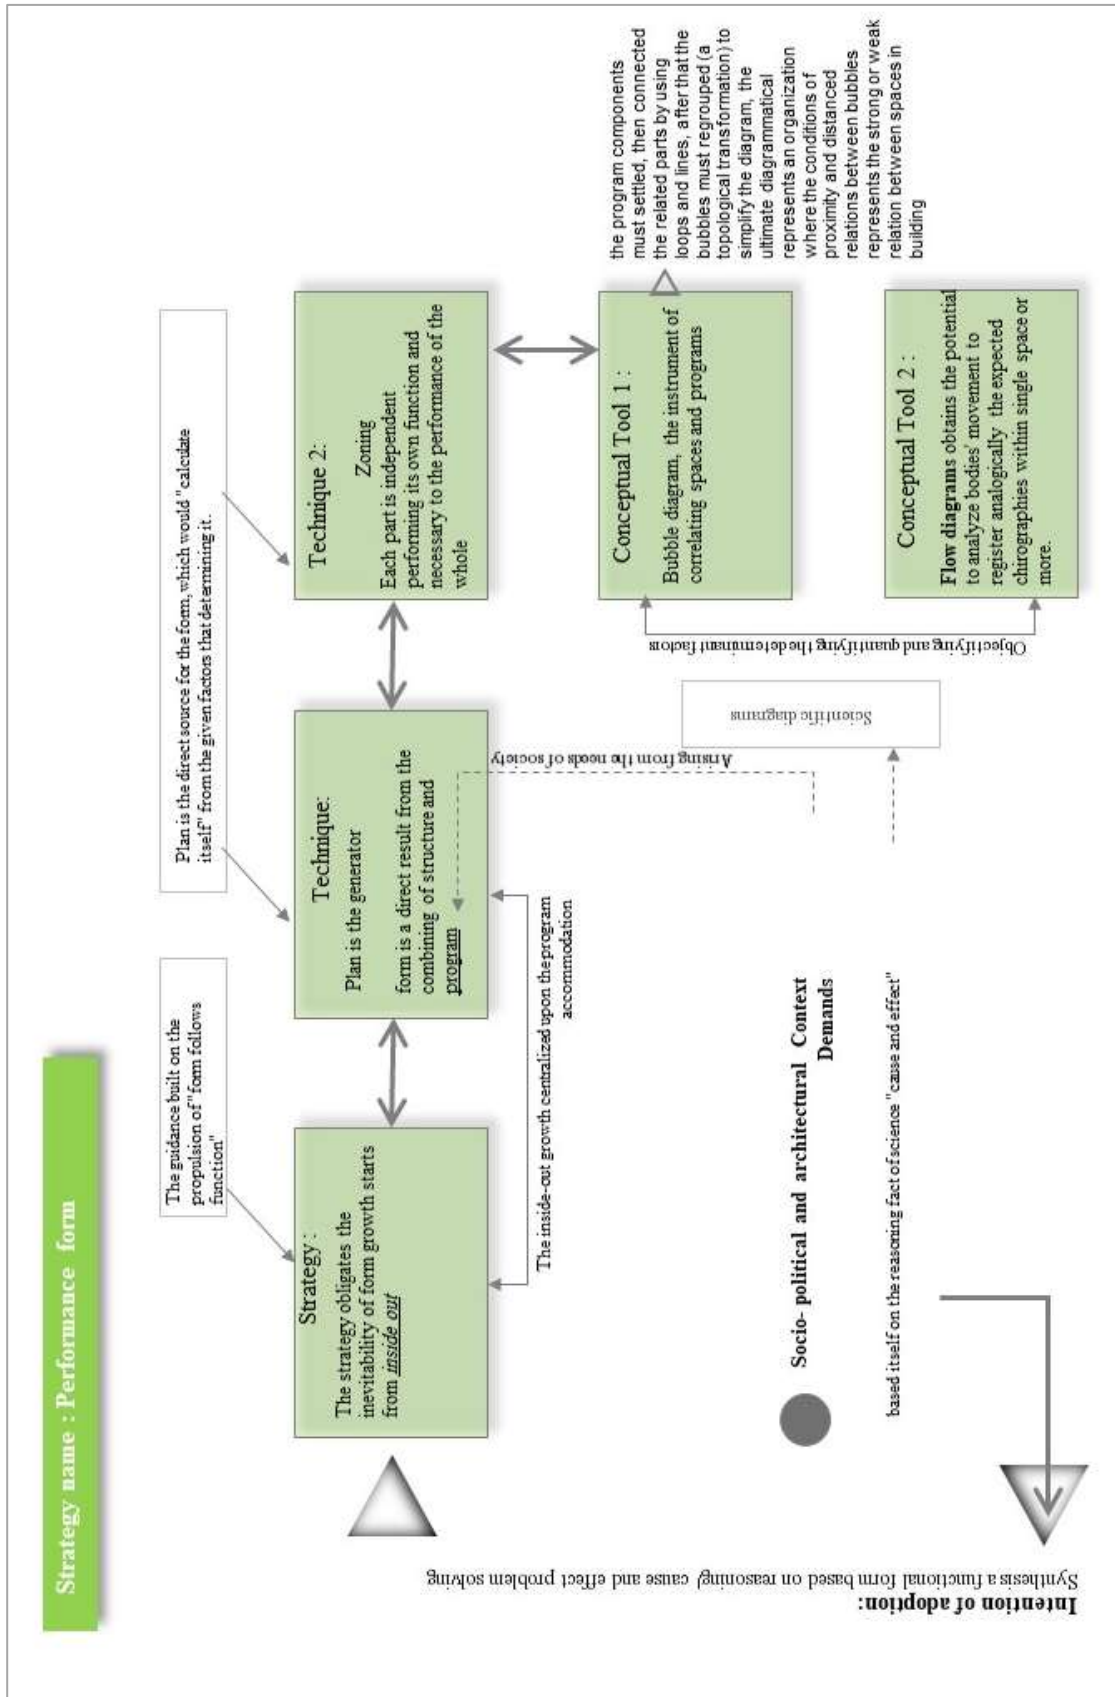 Strategy name : Performance form
The guidance built on the
propulsion of "form follows
function"
Plan is the direct source for the form, which would "calculate
itself" from the given factors that determining it.
Strategy :
The strategy obligates the
inevitability of form growth starts
from inside out
Technique:
Plan is the generator
form is a direct result from the
combining of structure and
program
Technique 2:
Zoning
Each part is independent
performing its own function and
necessary to the performance of the
whole
The inside-out growth centralized upon the program
accommodation
Arising from the needs of society
Conceptual Tool 1 :
Bubble diagram, the instrument of
correlating spaces and programs
the program components
must settled, then connected
the related parts by using
loops and lines, after that the
bubbles must regrouped (a
topological transformation) to
simplify the diagram, the
ultimate diagrammatical
represents an organization
where the conditions of
proximity and distanced
relations between bubbles
represents the strong or weak
relation between spaces in
building
Conceptual Tool 2 :
Flow diagrams obtains the potential
to analyze bodies' movement to
register analogically the expected
chirographies within single space or
more.
Objectifying and quantifying the determinant factors
Scientific diagrams
Socio- political and architectural Context
Demands
based itself on the reasoning fact of science "cause and effect"
Intention of adoption:
Synthesis a functional form based on reasoning/ cause and effect problem solving